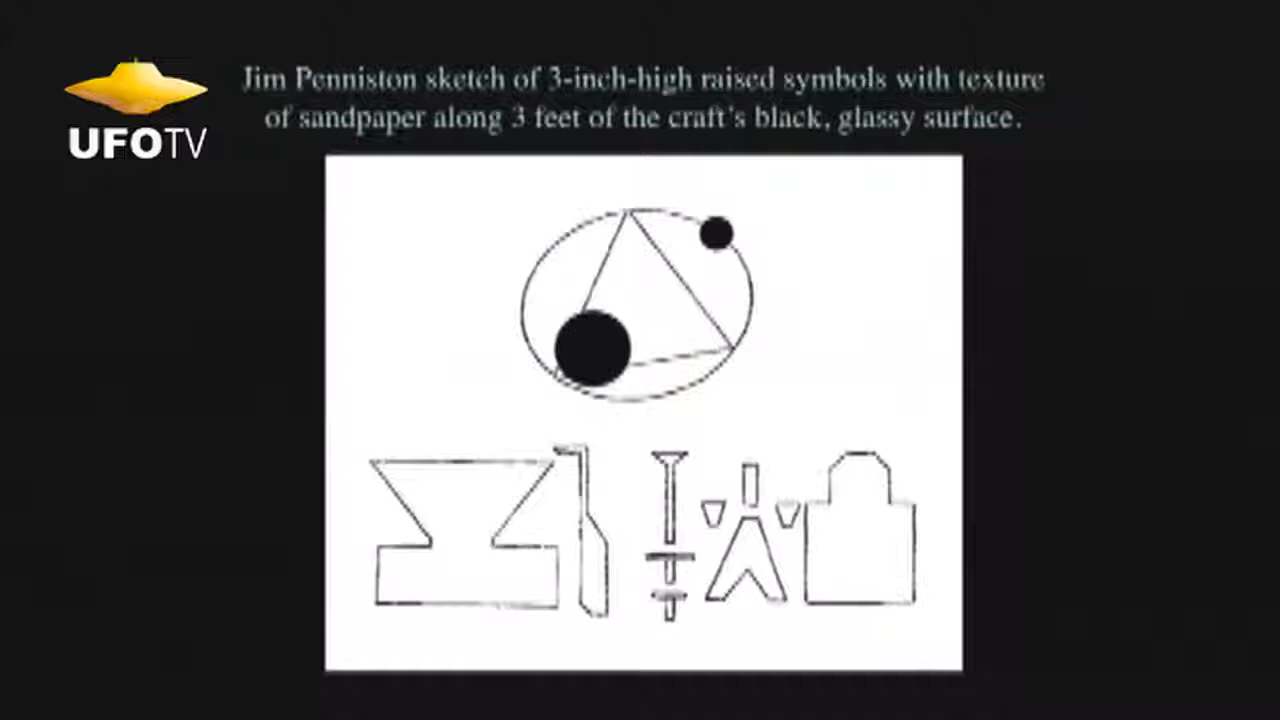 Jim Penniston sketch of 3-inch-high raised symbols with texture
of sandpaper along 3 feet of the craft's black, glassy surface.
UFOTV